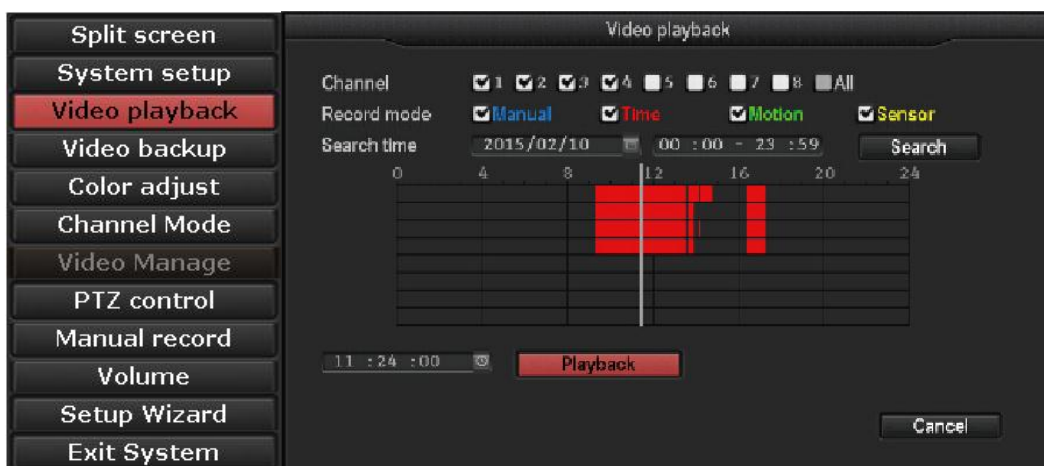 Split screen
System setup
Video playback
Video backup
Color adjust
Channel Mode
Video Manage
PTZ control
Manual record
Volume
Setup Wizard
Exit System
Video playback
Channel 1 2 3 4 5 6 7 8 All
Record mode Manual Time Motion Sensor
Search time 2015/02/10 00 :00 - 23 :59 Search
0 4 8 12 16 20 24
11 :24 :00 Playback
Cancel